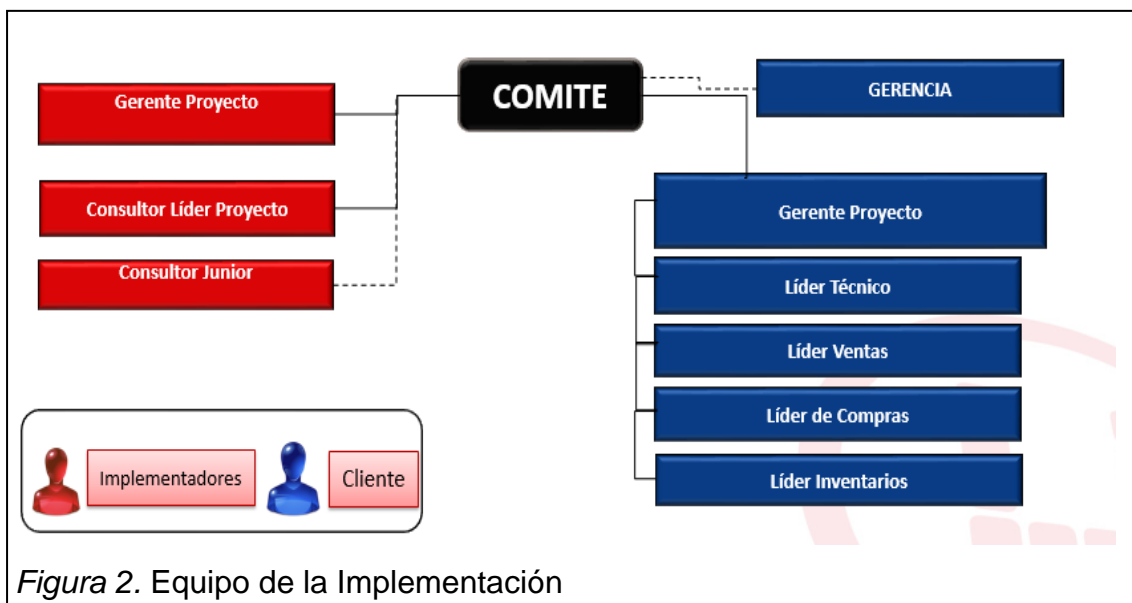 COMITE
GERENCIA
Gerente Proyecto
Consultor Líder Proyecto
Consultor Junior
Gerente Proyecto
Líder Técnico
Líder Ventas
Líder de Compras
Líder Inventarios
Implementadores
Cliente
Figura 2. Equipo de la Implementación